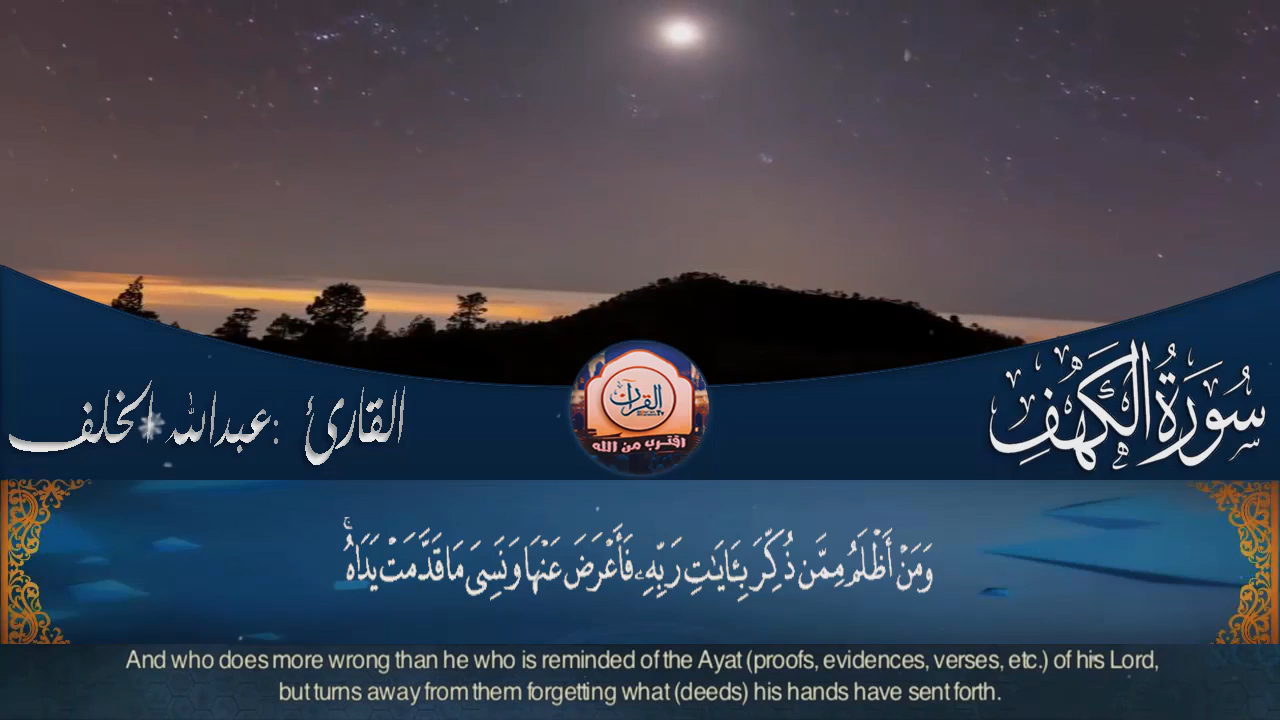 سُورَةُ الْكَهْفِ
القارئ: عبدالله الخلف
القرآن
TV
اقترب من الله
وَمَنْ أَظْلَمُ مِمَّن ذُكِّرَ بِـَٔايَـٰتِ رَبِّهِۦ فَأَعْرَضَ عَنْهَا وَنَسِىَ مَا قَدَّمَتْ يَدَاهُ ۚ
And who does more wrong than he who is reminded of the Ayat (proofs, evidences, verses, etc.) of his Lord,
but turns away from them forgetting what (deeds) his hands have sent forth.